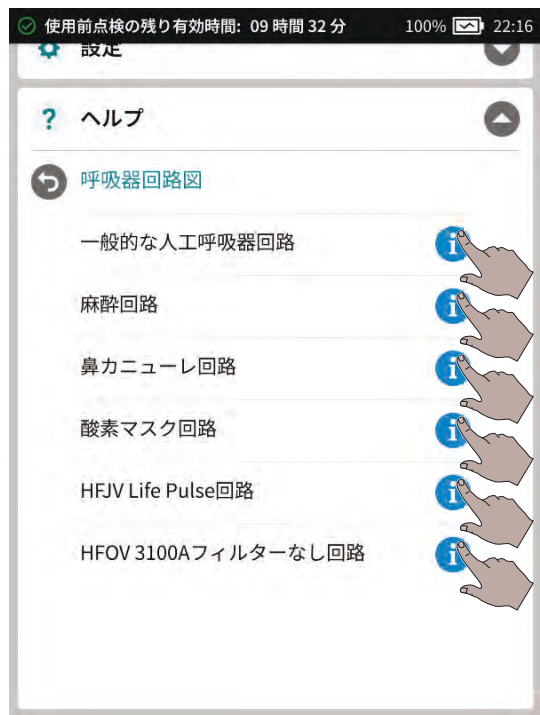 使用前点検の残り有効時間: 09 時間 32 分 100% 22:16
設定
? ヘルプ
呼吸器回路図
一般的な人工呼吸器回路 i
麻酔回路 i
鼻カニューレ回路 i
酸素マスク回路 i
HFJV Life Pulse回路 i
HFOV 3100Aフィルターなし回路 i